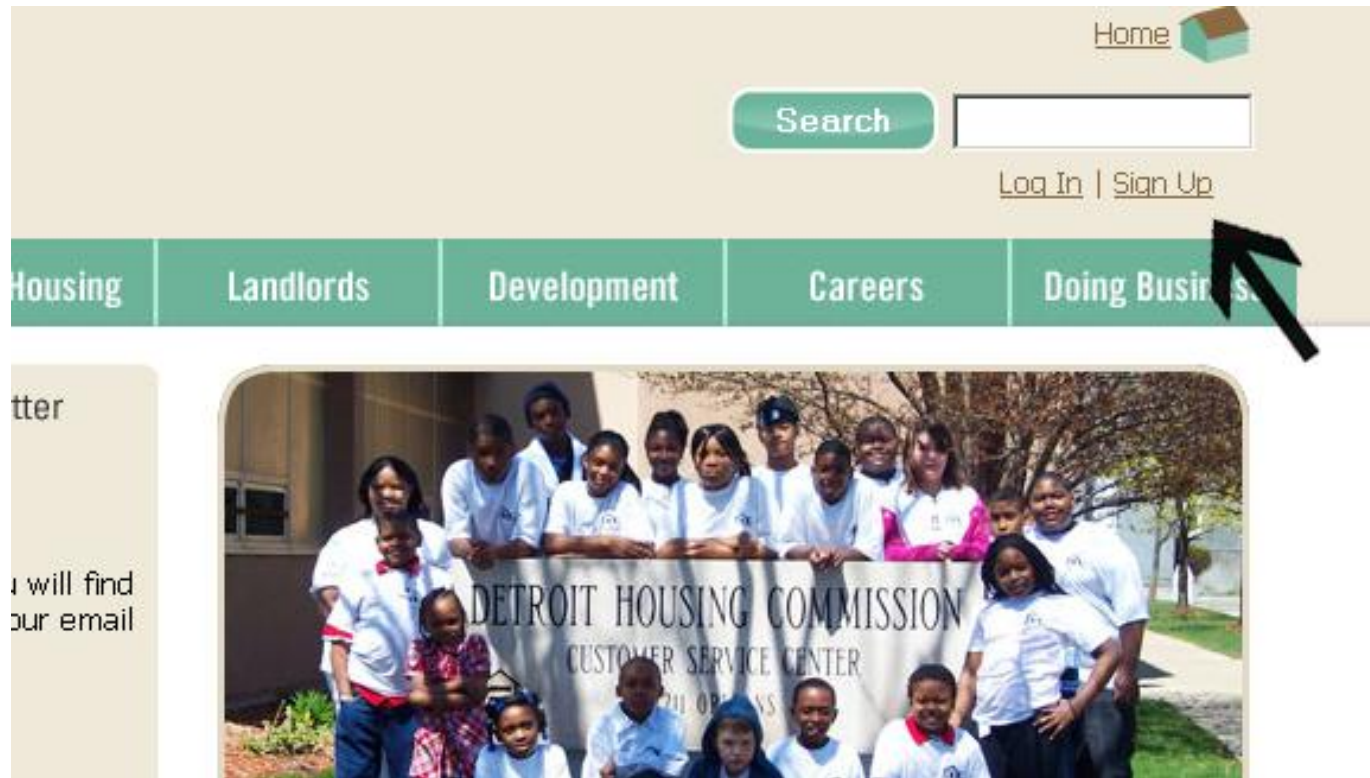 Home
Search
Log In | Sign Up
Housing
Landlords
Development
Careers
Doing
tter
will find
email
DETROIT HOUSING COMMISSION
CUSTOMER SERVICE CENTER